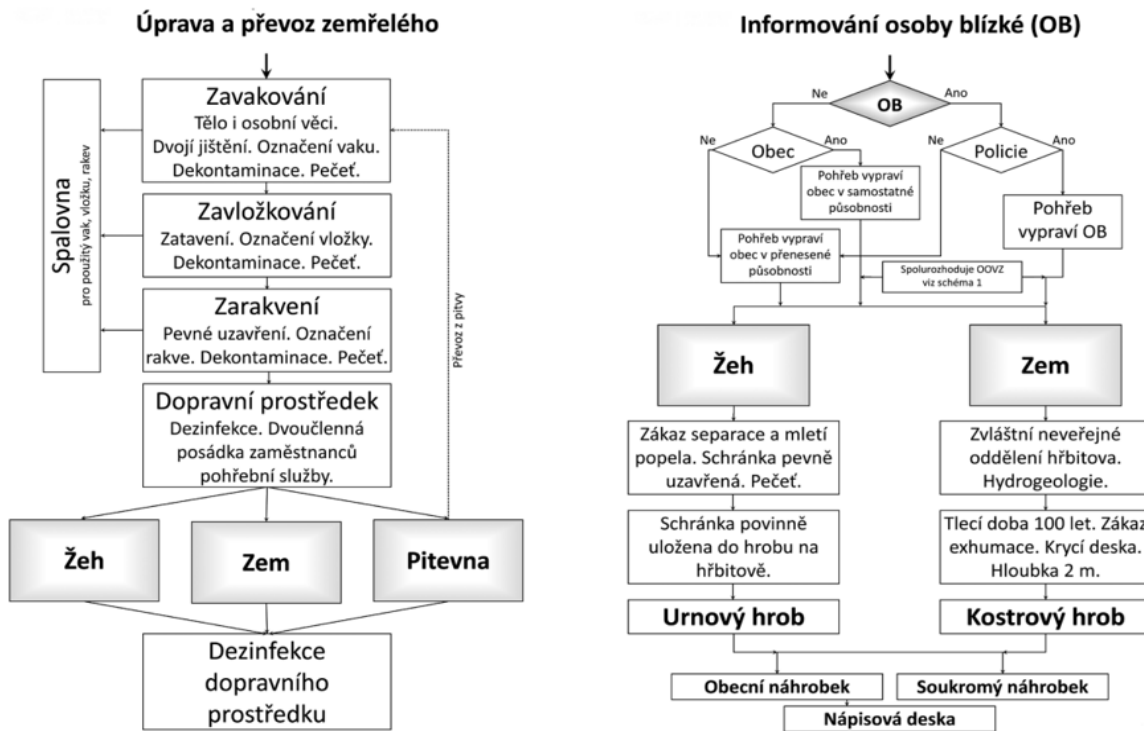 Úprava a převoz zemřelého
Spalovna
pro použitý vak, vložku, rakev
Zavakování
Tělo i osobní věci.
Dvojí jištění. Označení vaku.
Dekontaminace. Pečeť.
Zavložkování
Zatavení. Označení vložky.
Dekontaminace. Pečeť.
Zarakvení
Pevné uzavření. Označení
rakve. Dekontaminace. Pečeť.
Převoz z pitvy
Dopravní prostředek
Dezinfekce. Dvoučlenná
posádka zaměstnanců
pohřební služby.
Žeh
Zem
Pitevna
Dezinfekce
dopravního
prostředku
Informování osoby blízké (OB)
Ne
Ano
OB
Ne
Ano
Obec
Ne
Ano
Policie
Pohřeb vypraví
obec v samostatné
působnosti
Pohřeb
vypraví OB
Pohřeb vypraví
obec v přenesené
působnosti
Spolurozhoduje OOVZ
viz schéma 1
Žeh
Zem
Zákaz separace a mletí
popela. Schránka pevně
uzavřená. Pečeť.
Zvláštní neveřejné
oddělení hřbitova.
Hydrogeologie.
Schránka povinně
uložena do hrobu na
hřbitově.
Tlecí doba 100 let. Zákaz
exhumace. Krycí deska.
Hloubka 2 m.
Urnový hrob
Kostrový hrob
Obecní náhrobek
Soukromý náhrobek
Nápisová deska